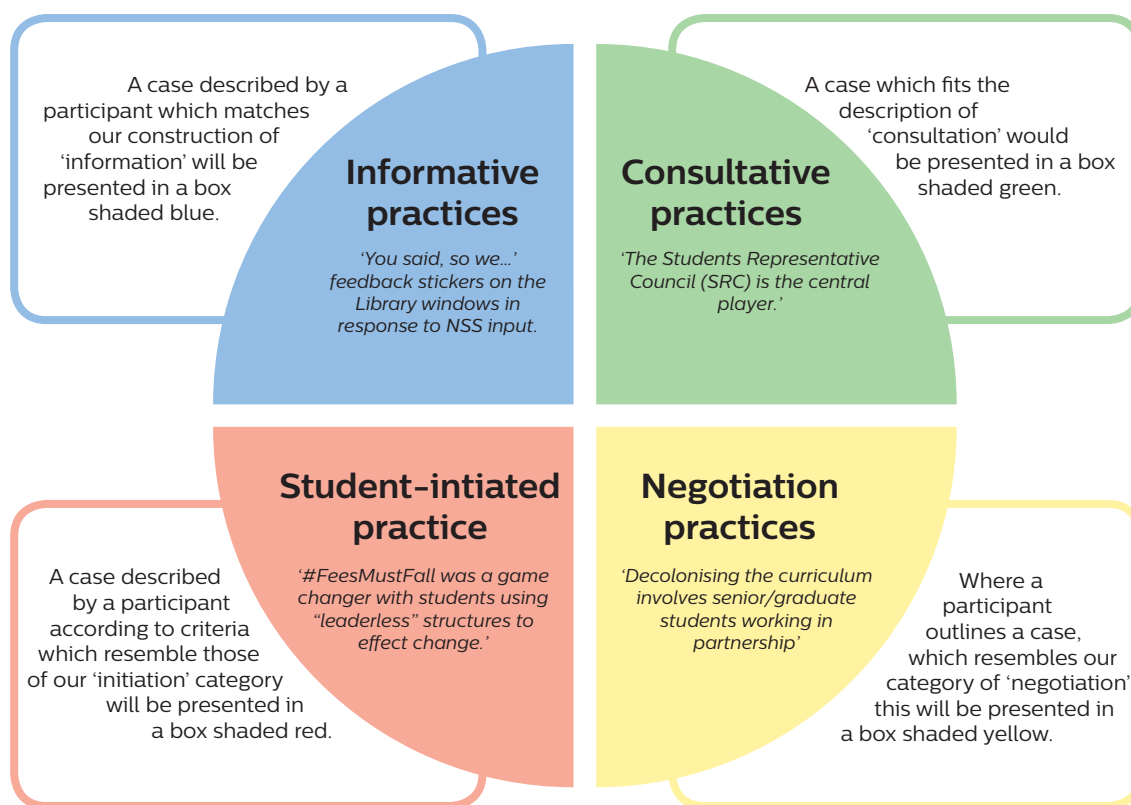 A case described by a
participant which matches
our construction of
‘information’ will be
presented in a box
shaded blue.
Informative
practices
‘You said, so we...’
feedback stickers on the
Library windows in
response to NSS input.
Consultative
practices
‘The Students Representative
Council (SRC) is the central
player.’
A case which fits the
description of
‘consultation’ would
be presented in a box
shaded green.
A case described
by a participant
according to criteria
which resemble those
of our ‘initiation’ category
will be presented in
a box shaded red.
Student-intiated
practice
‘#FeesMustFall was a game
changer with students using
“leaderless” structures to
effect change.’
Negotiation
practices
‘Decolonising the curriculum
involves senior/graduate
students working in
partnership’
Where a
participant
outlines a case,
which resembles our
category of ‘negotiation’
this will be presented in
a box shaded yellow.